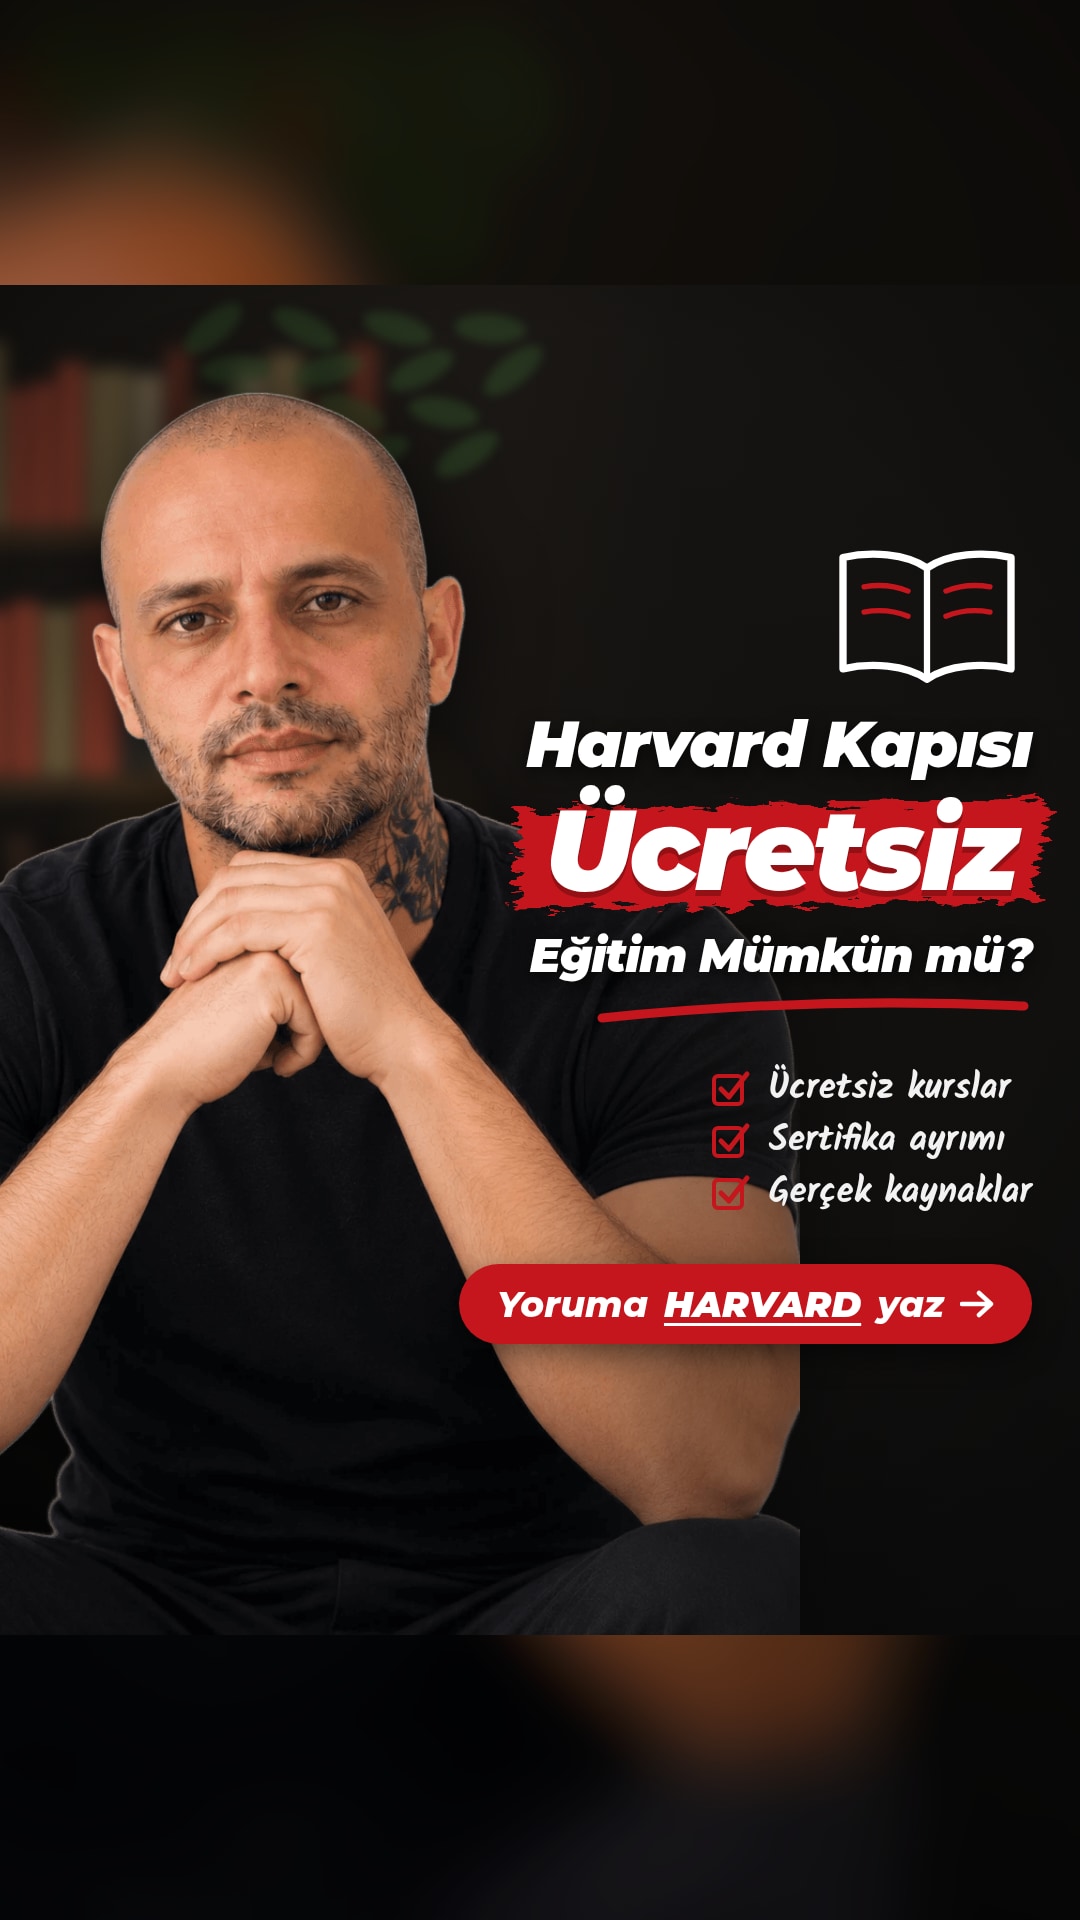 Harvard Kapısı
Ücretsiz
Eğitim Mümkün mü?
Ücretsiz kurslar
Sertifika ayrımı
Gerçek kaynaklar
Yoruma HARVARD yaz →